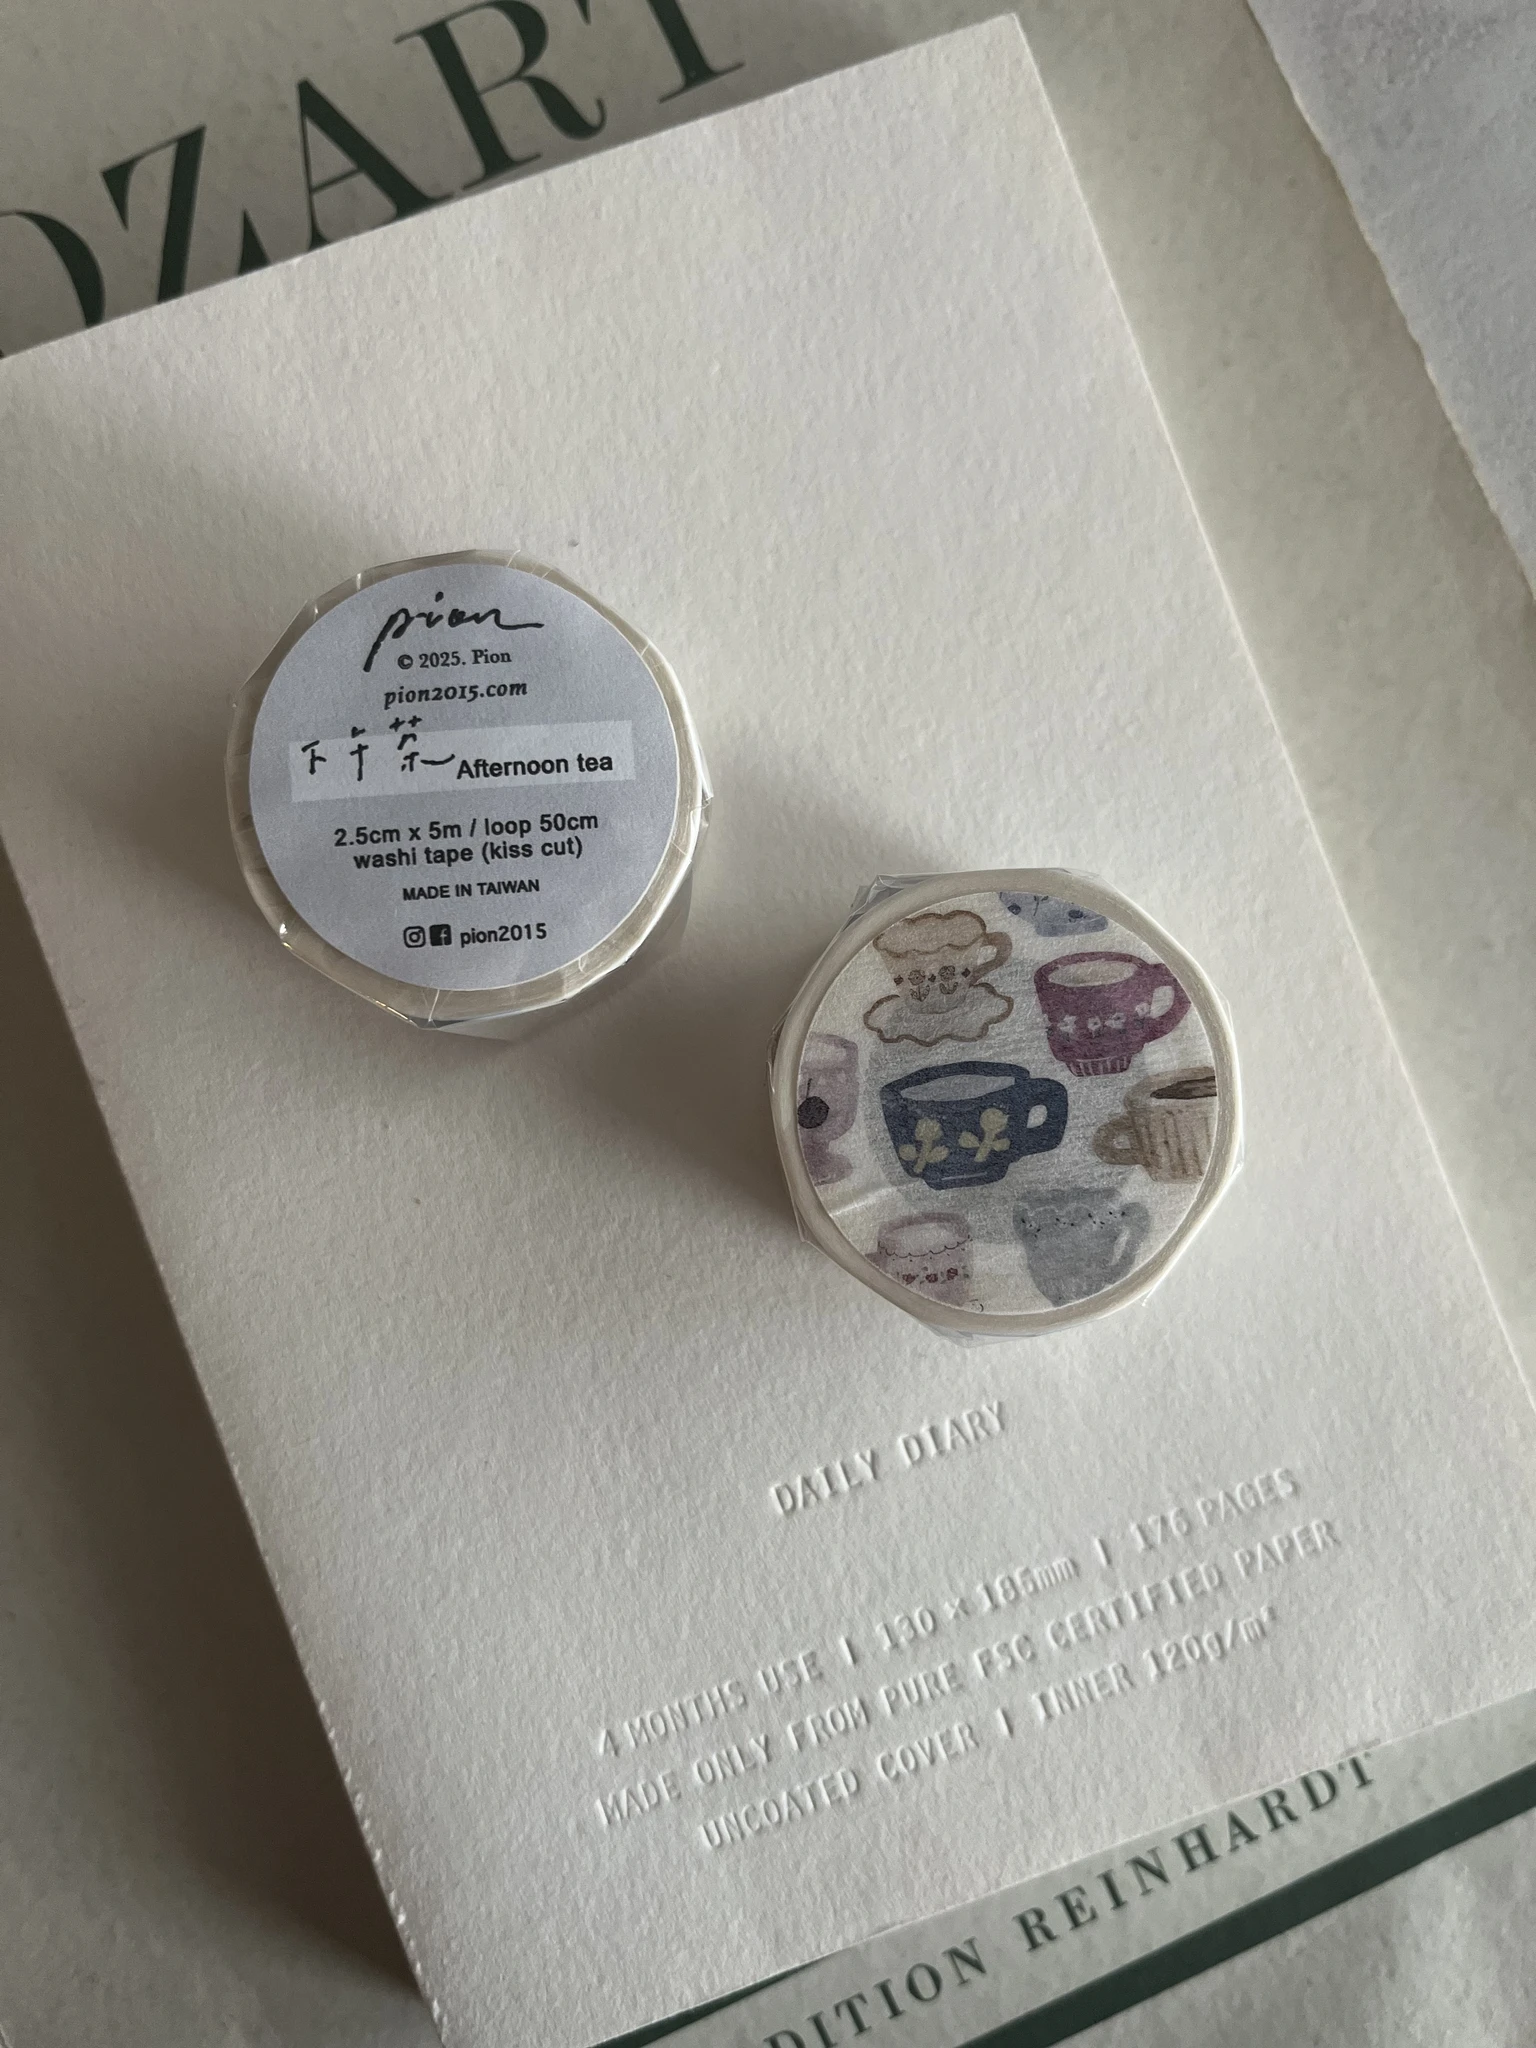 OZART
pion
© 2025. Pion
pion2015.com
下午茶 Afternoon tea
2.5cm x 5m / loop 50cm
washi tape (kiss cut)
MADE IN TAIWAN
pion2015
DAILY DIARY
4 MONTHS USE | 130 × 186mm | 176 PAGES
MADE ONLY FROM PURE FSC CERTIFIED PAPER
UNCOATED COVER | INNER 120g/m²
DITION REINHARDT